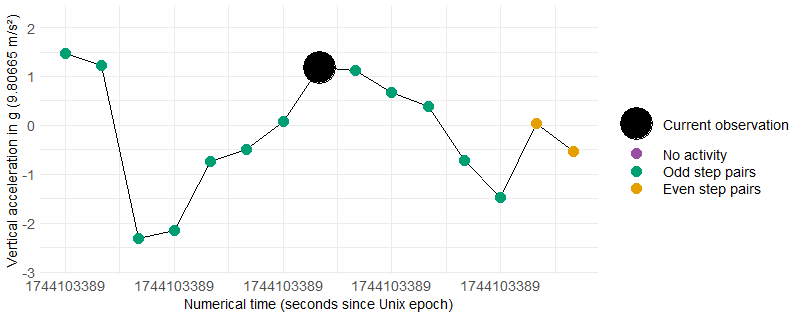 Vertical acceleration in g (9.80665 m/s²)
2
1
0
-1
-2
-3
1744103389 1744103389 1744103389 1744103389 1744103389
Numerical time (seconds since Unix epoch)
Current observation
No activity
Odd step pairs
Even step pairs